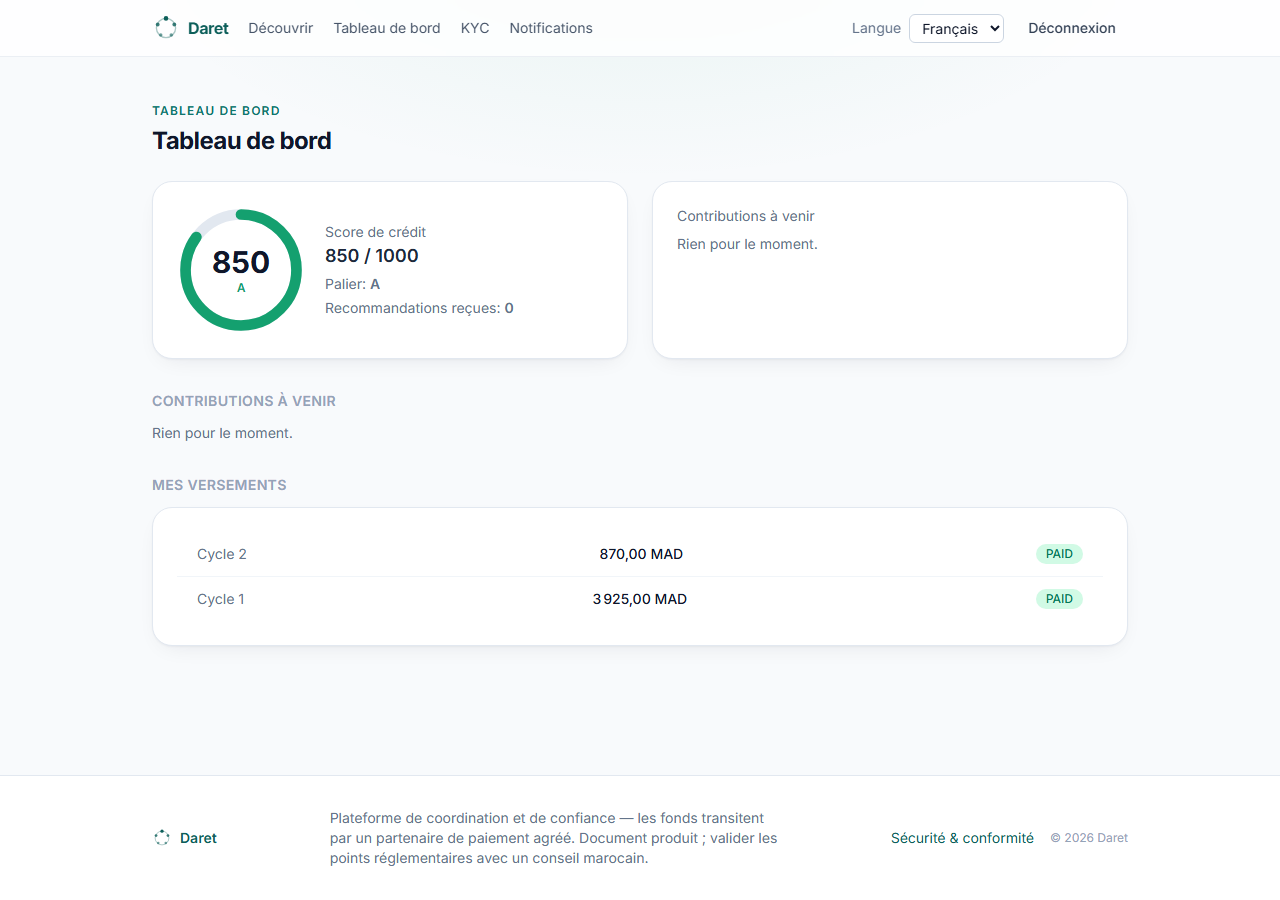 Daret Découvrir Tableau de bord KYC Notifications Langue Français Déconnexion
TABLEAU DE BORD
Tableau de bord
850
A
Score de crédit
850 / 1000
Palier: A
Recommandations reçues: 0
Contributions à venir
Rien pour le moment.
CONTRIBUTIONS À VENIR
Rien pour le moment.
MES VERSEMENTS
Cycle 2 870,00 MAD PAID
Cycle 1 3 925,00 MAD PAID
Daret
Plateforme de coordination et de confiance — les fonds transitent
par un partenaire de paiement agréé. Document produit ; valider les
points réglementaires avec un conseil marocain.
Sécurité & conformité © 2026 Daret